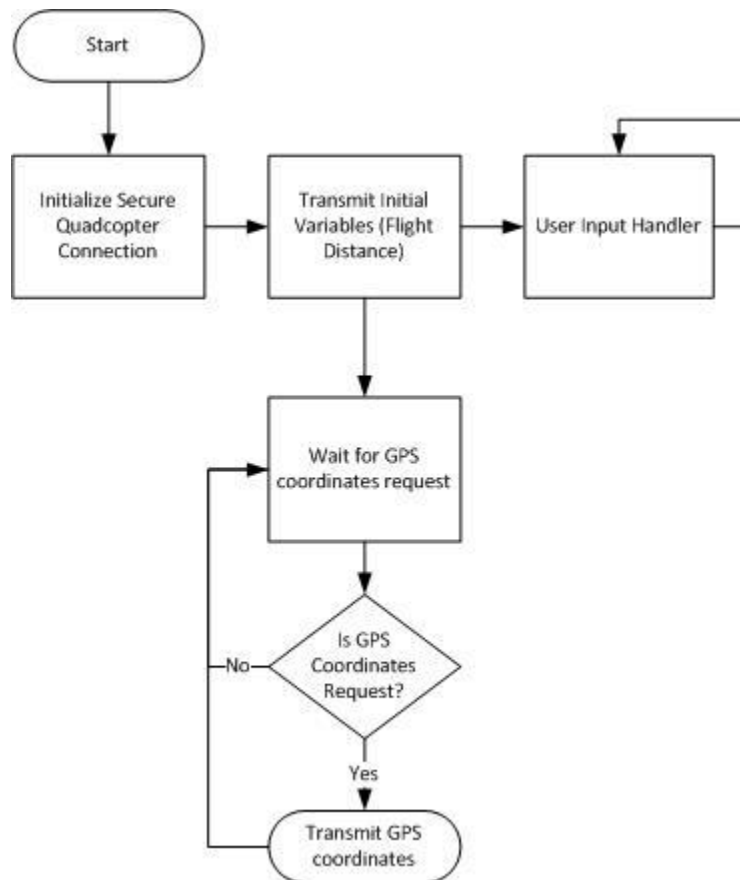 Start
Initialize Secure
Quadcopter
Connection
Transmit Initial
Variables (Flight
Distance)
User Input Handler
Wait for GPS
coordinates request
Is GPS
Coordinates
Request?
No
Yes
Transmit GPS
coordinates